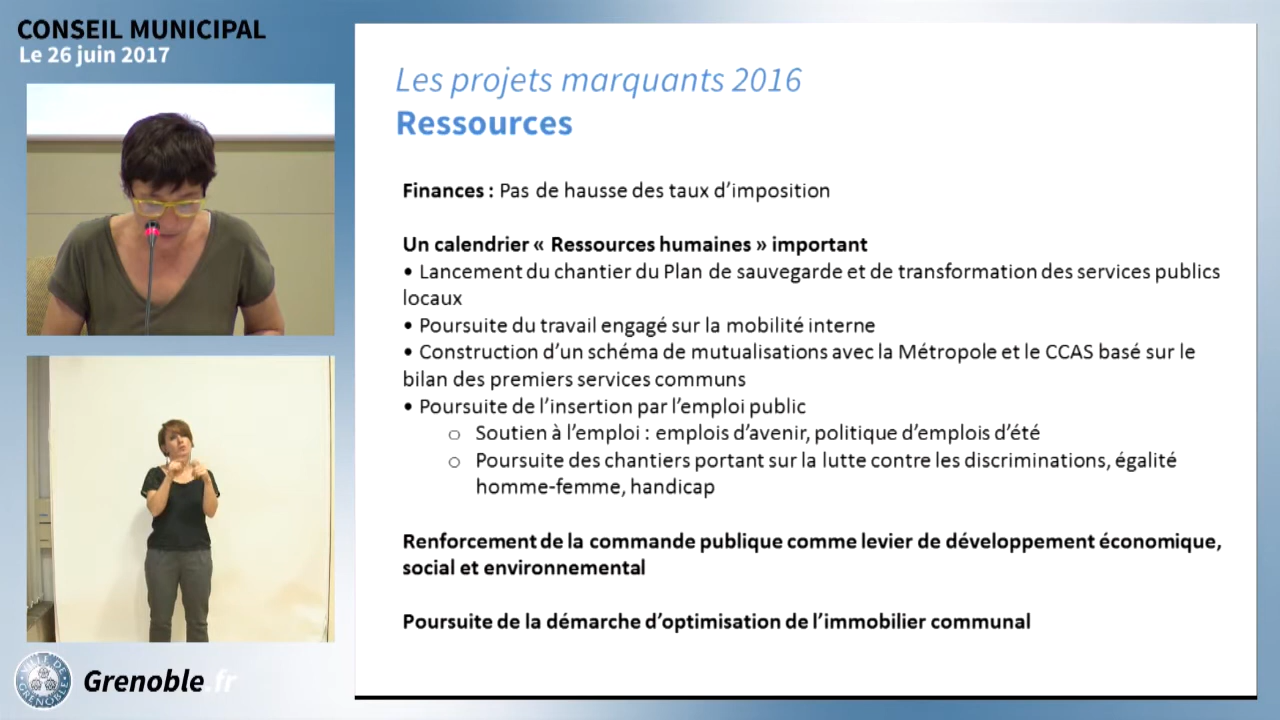 CONSEIL MUNICIPAL
Le 26 juin 2017
Les projets marquants 2016
Ressources
Finances : Pas de hausse des taux d’imposition
Un calendrier « Ressources humaines » important
• Lancement du chantier du Plan de sauvegarde et de transformation des services publics
locaux
• Poursuite du travail engagé sur la mobilité interne
• Construction d’un schéma de mutualisations avec la Métropole et le CCAS basé sur le
bilan des premiers services communs
• Poursuite de l’insertion par l’emploi public
o Soutien à l’emploi : emplois d’avenir, politique d’emplois d’été
o Poursuite des chantiers portant sur la lutte contre les discriminations, égalité
homme-femme, handicap
Renforcement de la commande publique comme levier de développement économique,
social et environnemental
Poursuite de la démarche d’optimisation de l’immobilier communal
VILLE DE GRENOBLE
Grenoble.fr